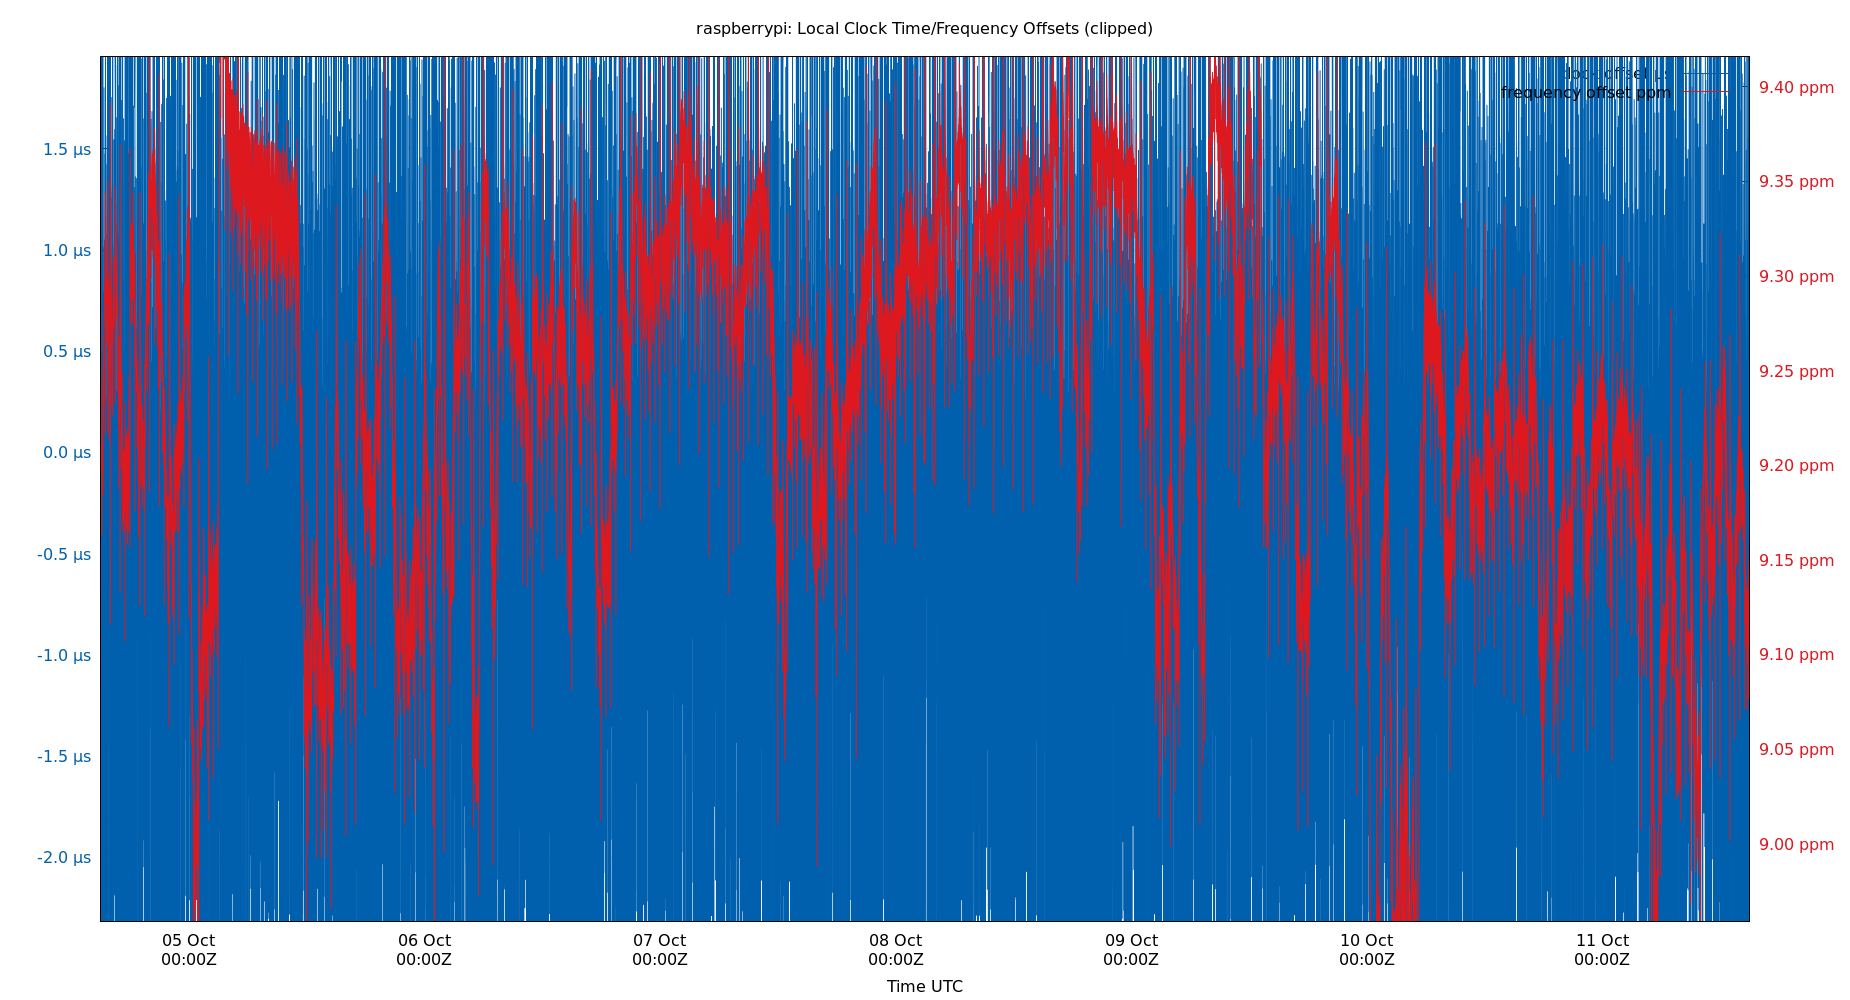 raspberrypi: Local Clock Time/Frequency Offsets (clipped)
clock offset µs
frequency offset ppm
1.5 µs
1.0 µs
0.5 µs
0.0 µs
-0.5 µs
-1.0 µs
-1.5 µs
-2.0 µs
9.40 ppm
9.35 ppm
9.30 ppm
9.25 ppm
9.20 ppm
9.15 ppm
9.10 ppm
9.05 ppm
9.00 ppm
05 Oct
00:00Z
06 Oct
00:00Z
07 Oct
00:00Z
08 Oct
00:00Z
09 Oct
00:00Z
10 Oct
00:00Z
11 Oct
00:00Z
Time UTC